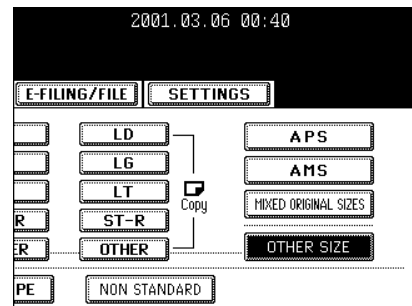 2001.03.06 00:40
E-FILING/FILE SETTINGS
LD APS
LG AMS
LT Copy MIXED ORIGINAL SIZES
R ST-R
ER OTHER OTHER SIZE
PE NON STANDARD